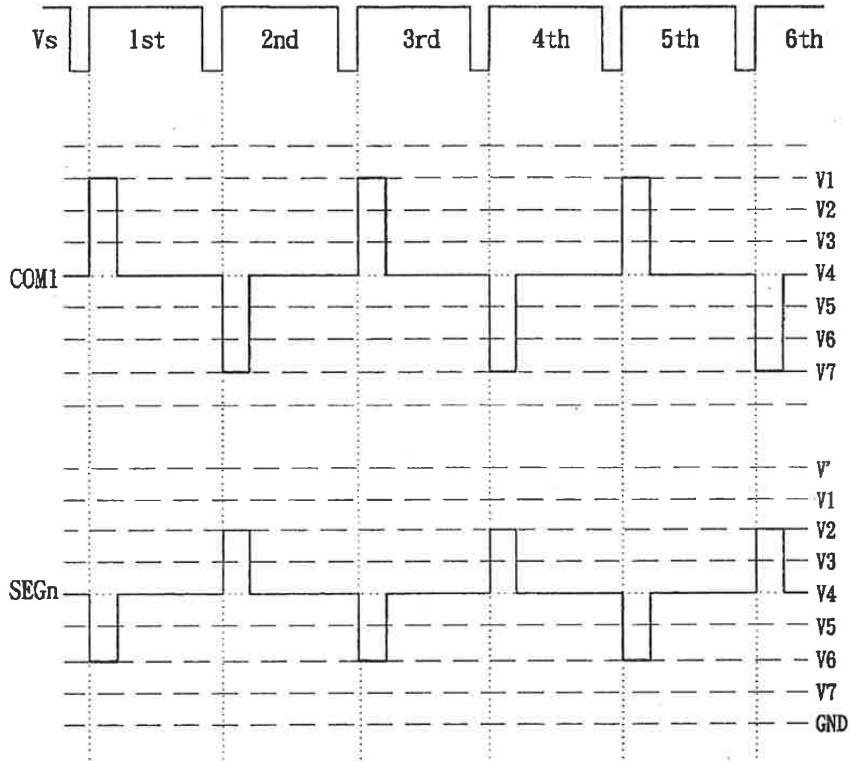 Vs 1st 2nd 3rd 4th 5th 6th
V1
V2
V3
COM1 V4
V5
V6
V7
V'
V1
V2
V3
SEGn V4
V5
V6
V7
GND